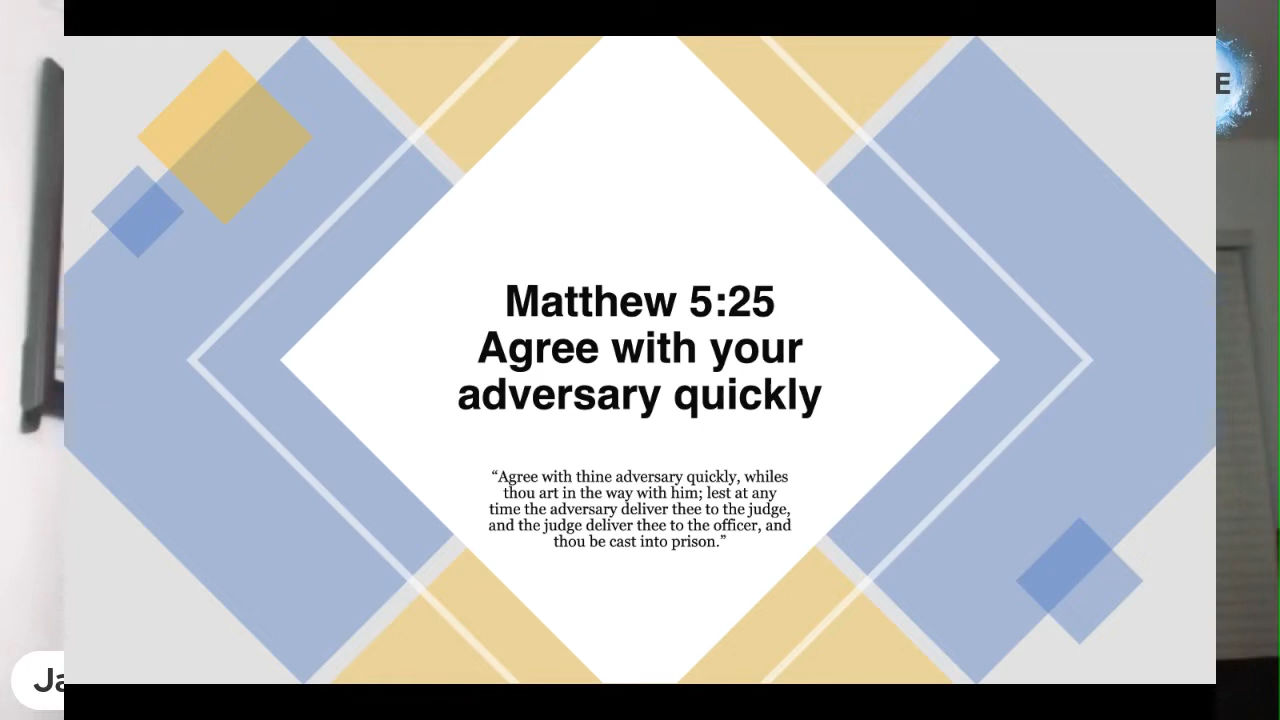 E
Matthew 5:25
Agree with your
adversary quickly
“Agree with thine adversary quickly, whiles
thou art in the way with him; lest at any
time the adversary deliver thee to the judge,
and the judge deliver thee to the officer, and
thou be cast into prison.”
Ja